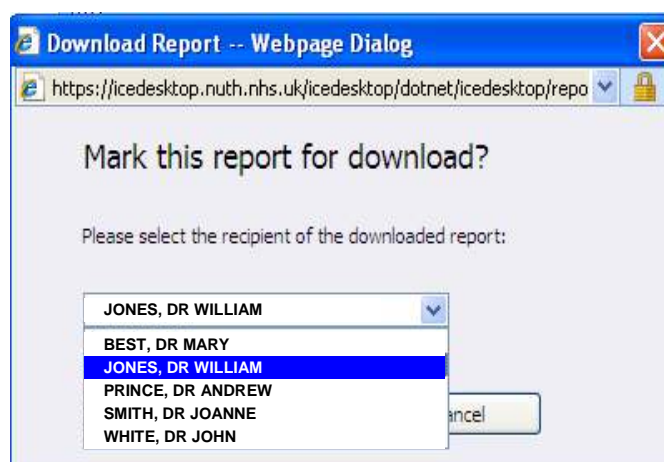 Download Report -- Webpage Dialog
https://icedesktop.nuth.nhs.uk/icedesktop/dotnet/icedesktop/repo
Mark this report for download?
Please select the recipient of the downloaded report:
JONES, DR WILLIAM
BEST, DR MARY
JONES, DR WILLIAM
PRINCE, DR ANDREW
SMITH, DR JOANNE
ancel
WHITE, DR JOHN